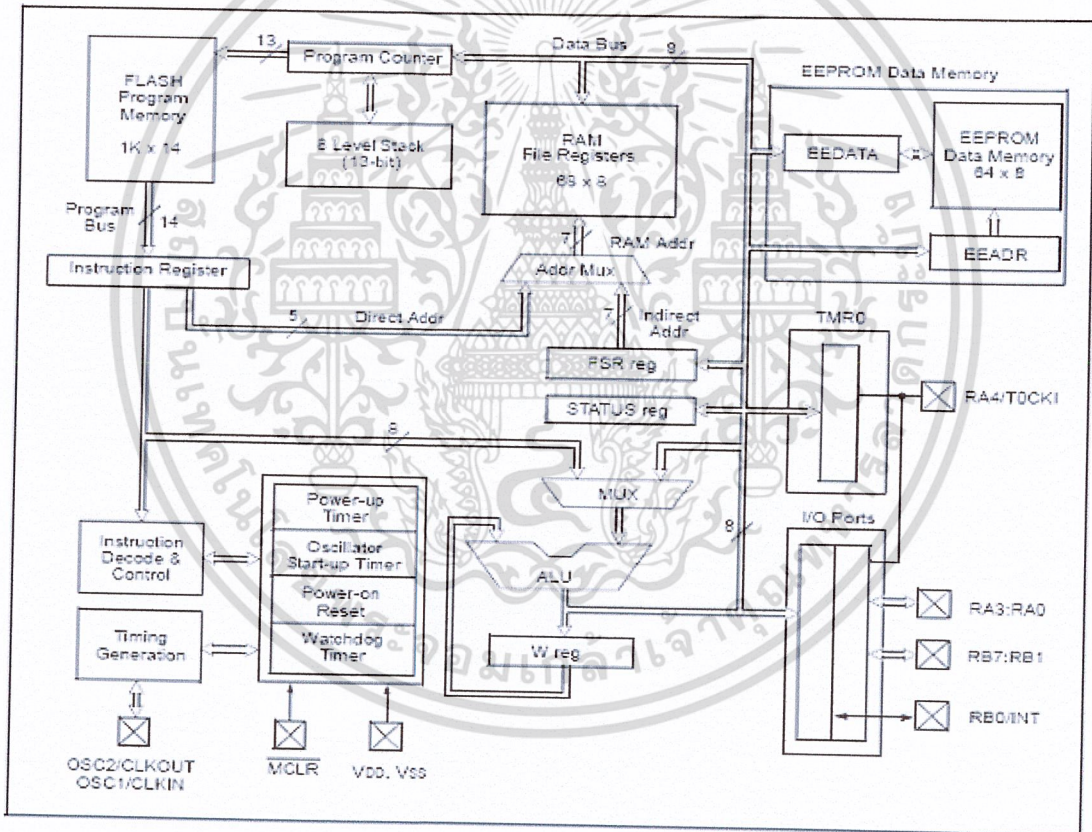 FLASH
Program
Memory
1K x 14
13
Program Counter
8 Level Stack
(13-bit)
Data Bus
8
RAM
File Registers
68 x 8
EEPROM Data Memory
EEDATA
EEPROM
Data Memory
64 x 8
EEADR
Program
Bus
14
Instruction Register
7
RAM Addr
Addr Mux
5
Direct Addr
7
Indirect
Addr
FSR reg
STATUS reg
TMR0
RA4/T0CKI
8
MUX
Power-up
Timer
Oscillator
Start-up Timer
Power-on
Reset
Watchdog
Timer
Instruction
Decode &
Control
Timing
Generation
ALU
8
W reg
I/O Ports
RA3:RA0
RB7:RB1
RB0/INT
OSC2/CLKOUT
OSC1/CLKIN
MCLR
VDD, VSS